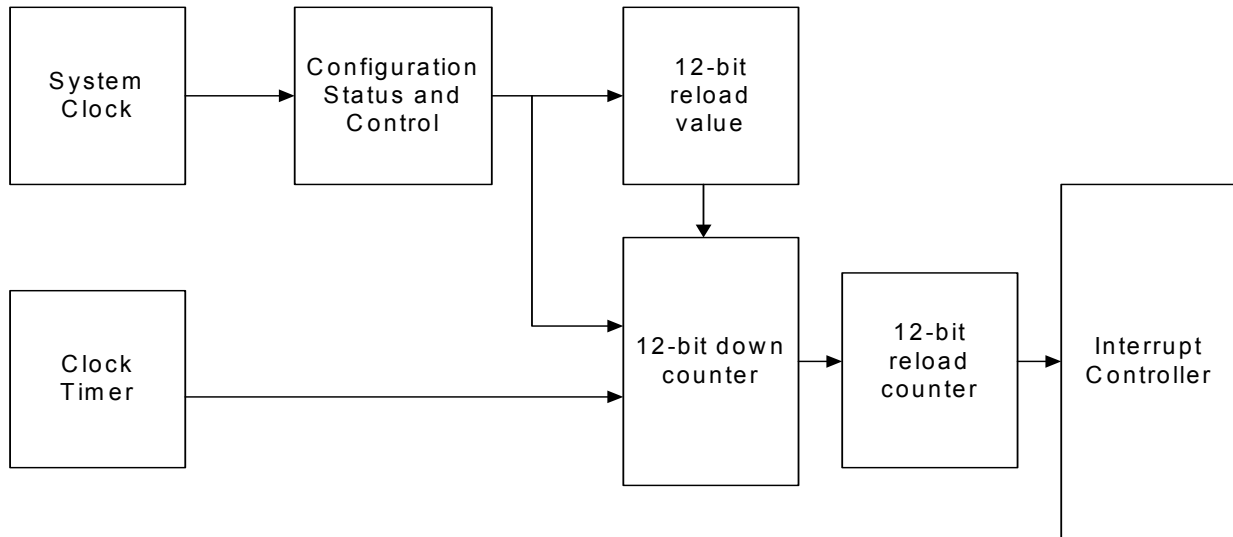 System
Clock
Configuration
Status and
Control
12-bit
reload
value
Clock
Timer
12-bit down
counter
12-bit
reload
counter
Interrupt
Controller